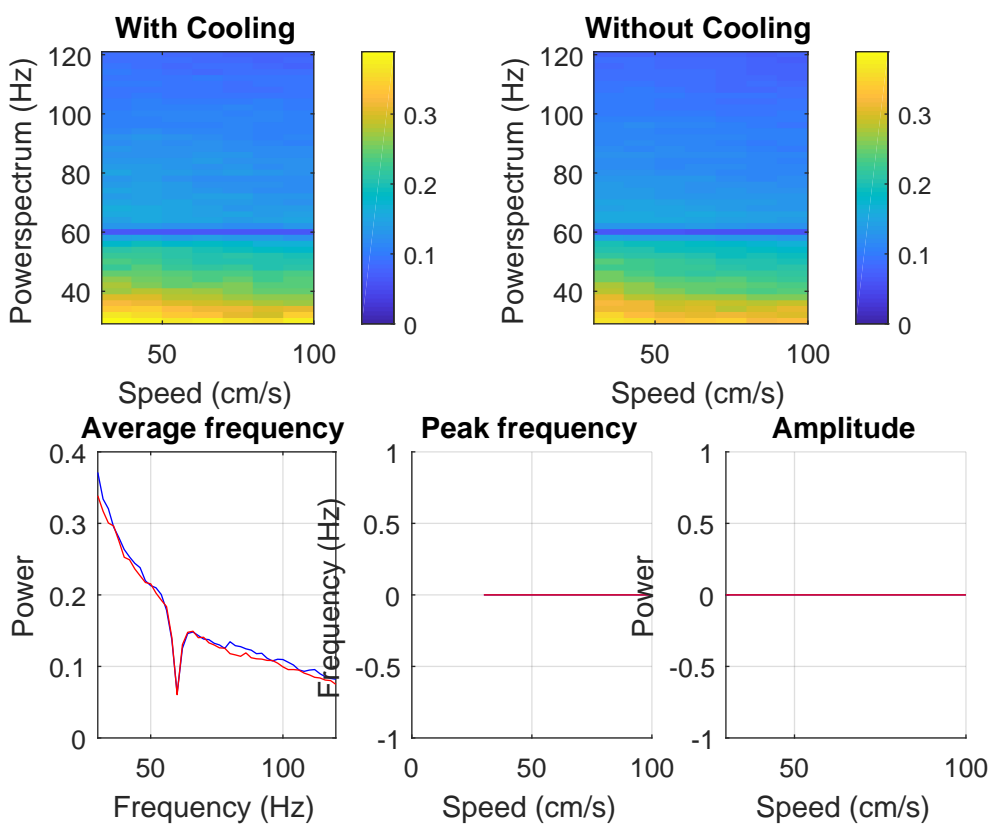 With Cooling
Without Cooling
Powerspectrum (Hz)
120
100
80
60
40
50
100
Speed (cm/s)
0.3
0.2
0.1
0
Powerspectrum (Hz)
120
100
80
60
40
50
100
Speed (cm/s)
0.3
0.2
0.1
0
Average frequency
Power
0.4
0.3
0.2
0.1
0
50
100
Frequency (Hz)
Peak frequency
Frequency (Hz)
1
0.5
0
-0.5
-1
0
50
100
Speed (cm/s)
Amplitude
Power
1
0.5
0
-0.5
-1
50
100
Speed (cm/s)